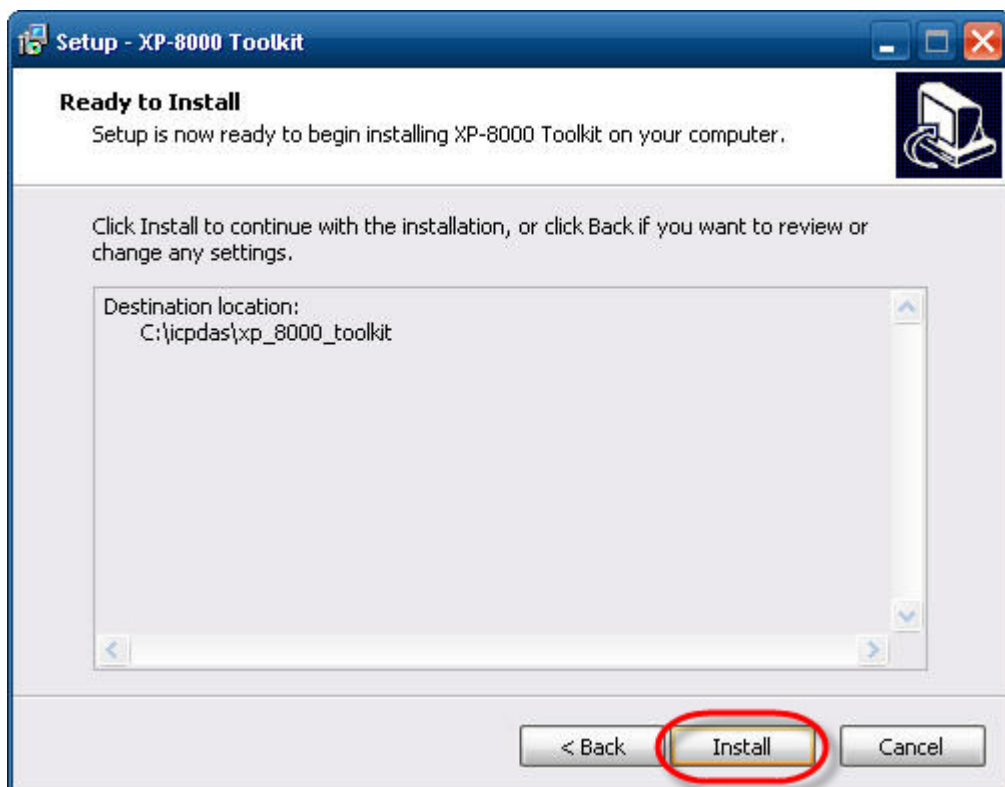 Setup - XP-8000 Toolkit
Ready to Install
Setup is now ready to begin installing XP-8000 Toolkit on your computer.
Click Install to continue with the installation, or click Back if you want to review or
change any settings.
Destination location:
C:\icpdas\xp_8000_toolkit
< Back
Install
Cancel